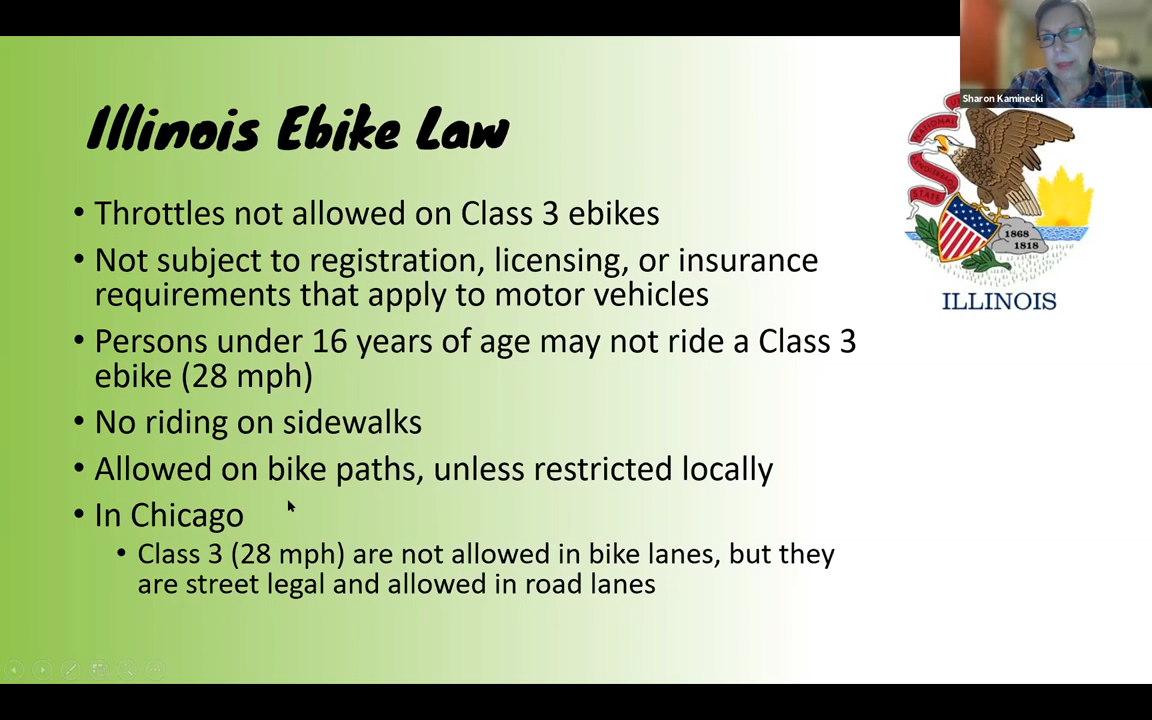 Sharon Kaminecki
Illinois Ebike Law
• Throttles not allowed on Class 3 ebikes
• Not subject to registration, licensing, or insurance
requirements that apply to motor vehicles
• Persons under 16 years of age may not ride a Class 3
ebike (28 mph)
• No riding on sidewalks
• Allowed on bike paths, unless restricted locally
• In Chicago
• Class 3 (28 mph) are not allowed in bike lanes, but they
are street legal and allowed in road lanes
NATIONAL
STATE
1868
1818
ILLINOIS